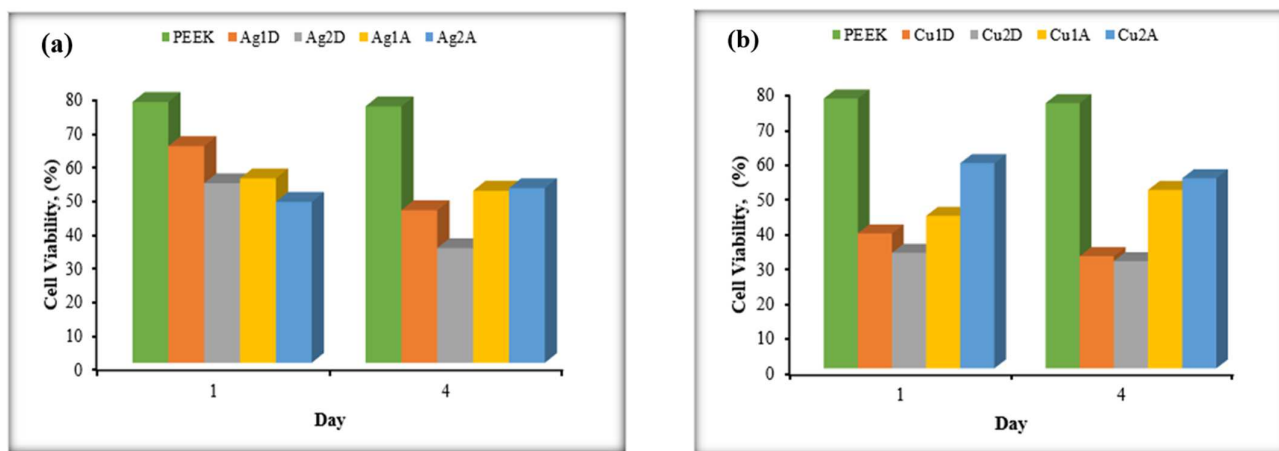 (a)
PEEK Ag1D Ag2D Ag1A Ag2A
Cell Viability, (%)
80
70
60
50
40
30
20
10
0
1 4
Day
(b)
PEEK Cu1D Cu2D Cu1A Cu2A
Cell Viability, (%)
80
70
60
50
40
30
20
10
0
1 4
Day